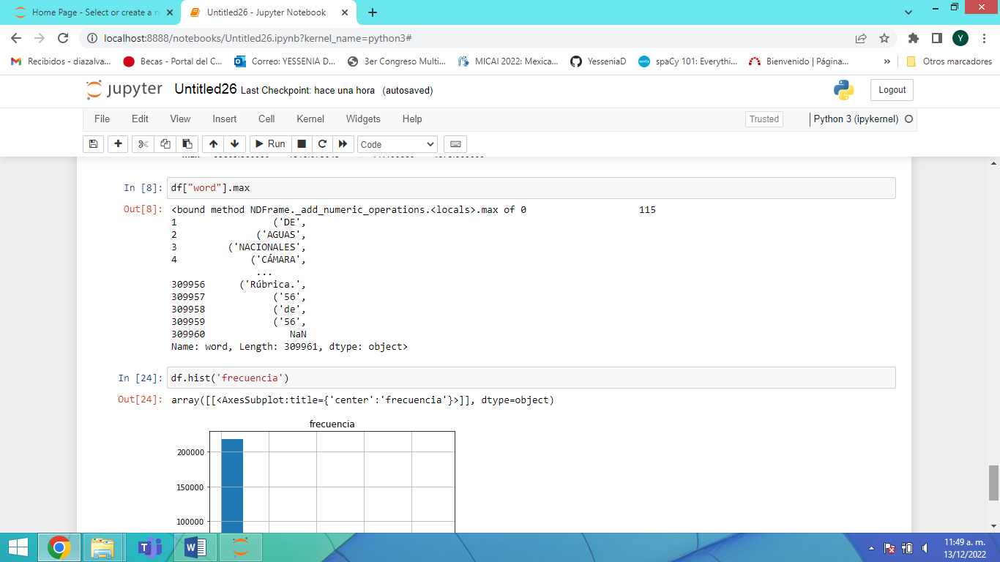 Home Page - Select or create a n
Untitled26 - Jupyter Notebook
localhost:8888/notebooks/Untitled26.ipynb?kernel_name=python3#
Y
Recibidos - diazalva...
Becas - Portal del C...
Correo: YESSENIA D...
3er Congreso Multi...
MICAI 2022: Mexica...
YesseniaD
spaCy 101: Everythi...
Bienvenido | Página...
»
Otros marcadores
jupyter Untitled26 Last Checkpoint: hace una hora (autosaved)
Logout
File Edit View Insert Cell Kernel Widgets Help
Trusted
Python 3 (ipykernel)
Run
Code
In [8]: df["word"].max
Out[8]: <bound method NDFrame._add_numeric_operations.<locals>.max of 0                    115
1                 ('DE',
2              ('AGUAS',
3         ('NACIONALES',
4             ('CÁMARA',
...
309956      ('Rúbrica.',
309957            ('56',
309958            ('de',
309959            ('56',
309960               NaN
Name: word, Length: 309961, dtype: object>
In [24]: df.hist('frecuencia')
Out[24]: array([[<AxesSubplot:title={'center':'frecuencia'}>]], dtype=object)
frecuencia
200000
150000
100000
11:49 a. m.
13/12/2022